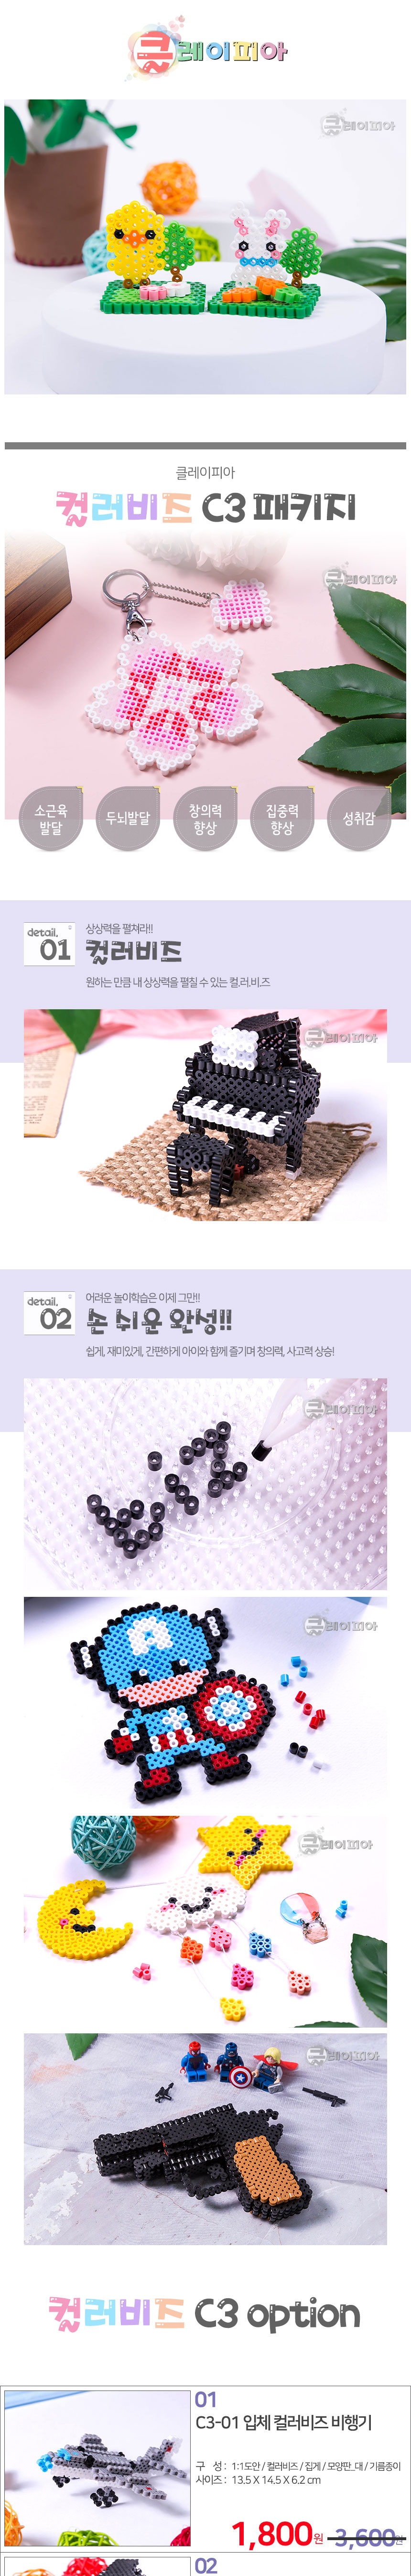 클레이피아
클레이피아
클레이피아
컬러비즈 C3 패키지
클레이피아
소근육
발달
두뇌발달
창의력
향상
집중력
향상
성취감
detail.
01
상상력을 펼쳐라!!
컬러비즈
원하는 만큼 내 상상력을 펼칠 수 있는 컬.러.비.즈
클레이피아
detail.
02
어려운 놀이학습은 이제 그만!!
손 쉬운 완성!!
쉽게, 재미있게, 간편하게 아이와 함께 즐기며 창의력, 사고력 상승!
클레이피아
클레이피아
A
클레이피아
클레이피아
컬러비즈 C3 option
01
C3-01 입체 컬러비즈 비행기
구 성 : 1:1도안 / 컬러비즈 / 집게 / 모양판_대 / 기름종이
사이즈 : 13.5 X 14.5 X 6.2 cm
1,800원 3,600원
02